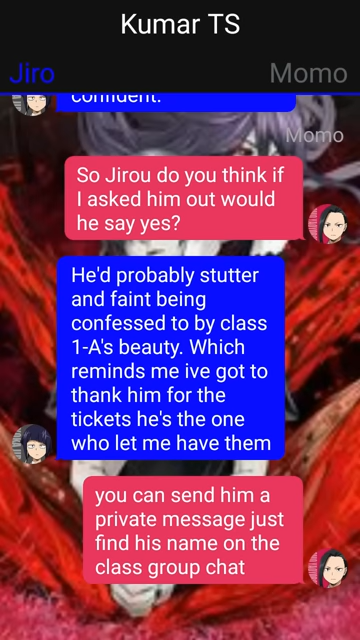 Kumar TS
Jiro
Momo
confident.
Momo
So Jirou do you think if
I asked him out would
he say yes?
He'd probably stutter
and faint being
confessed to by class
1-A's beauty. Which
reminds me ive got to
thank him for the
tickets he's the one
who let me have them
you can send him a
private message just
find his name on the
class group chat